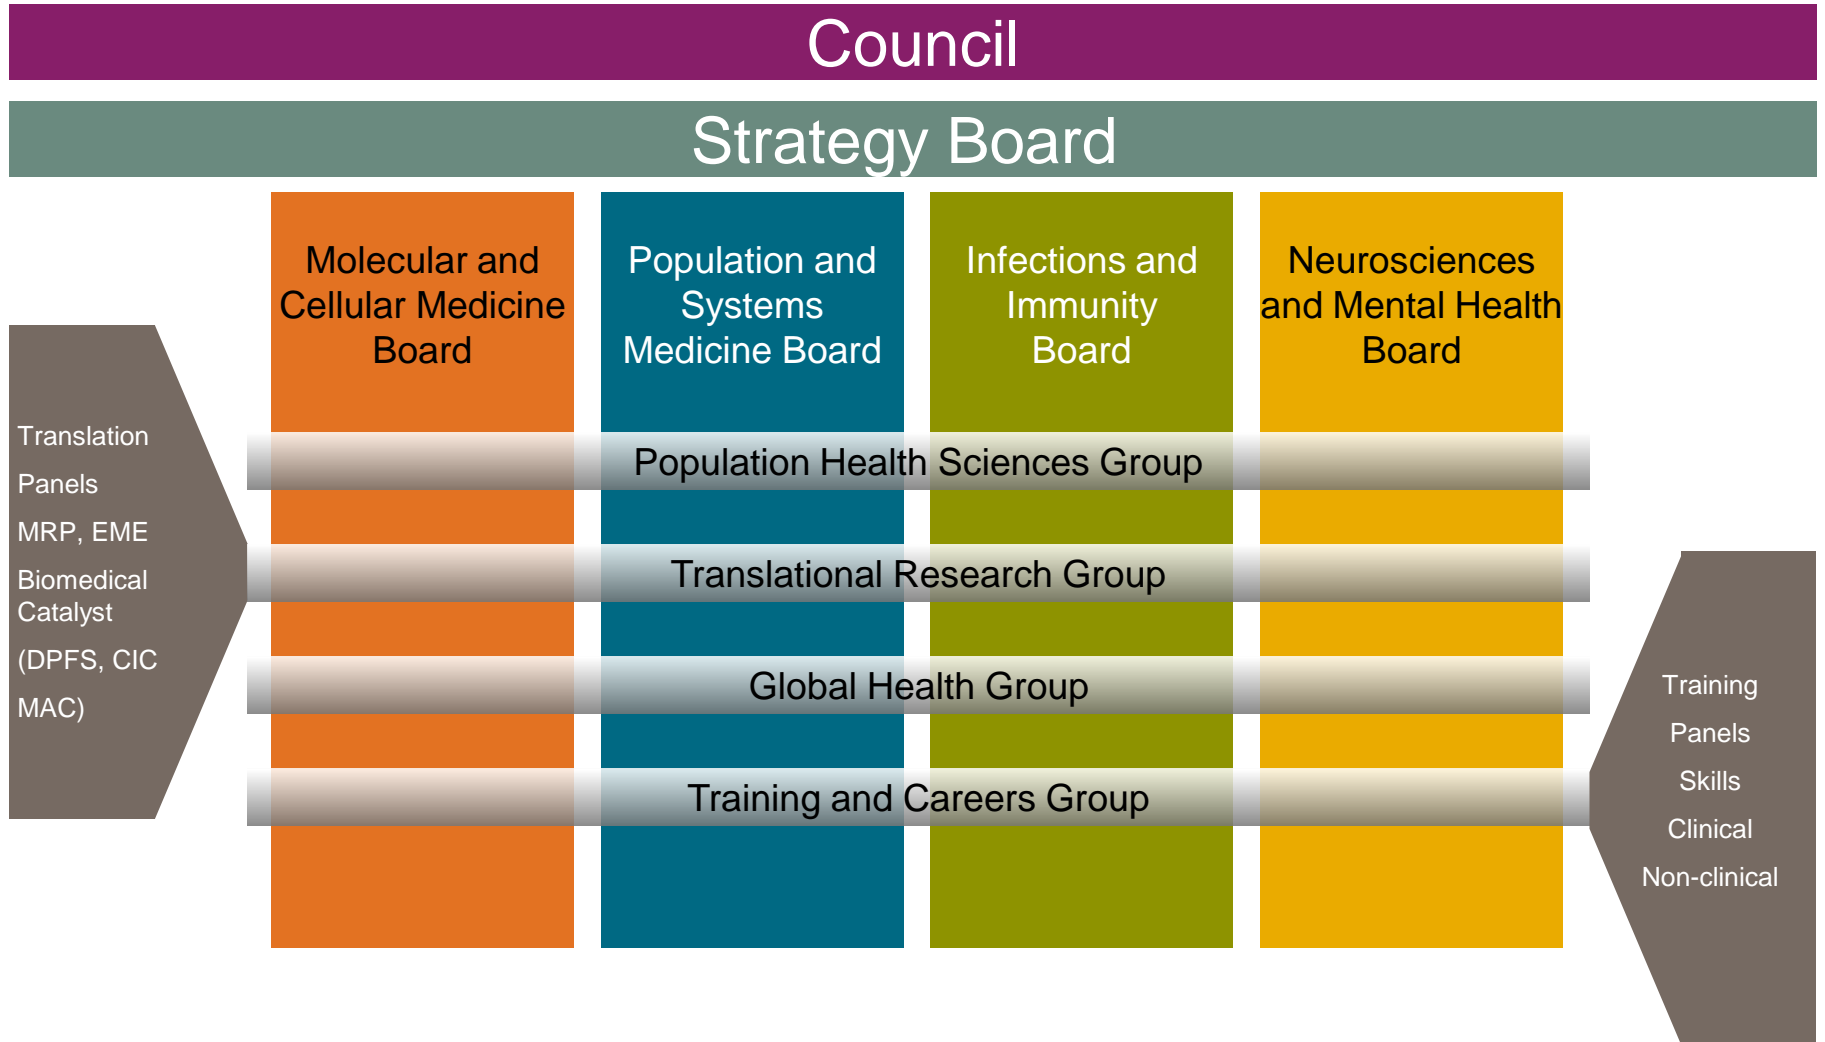 Council
Strategy Board
Molecular and
Cellular Medicine
Board
Population and
Systems
Medicine Board
Infections and
Immunity
Board
Neurosciences
and Mental Health
Board
Translation
Panels
MRP, EME
Biomedical
Catalyst
(DPFS, CIC
MAC)
Population Health Sciences Group
Translational Research Group
Global Health Group
Training and Careers Group
Training
Panels
Skills
Clinical
Non-clinical